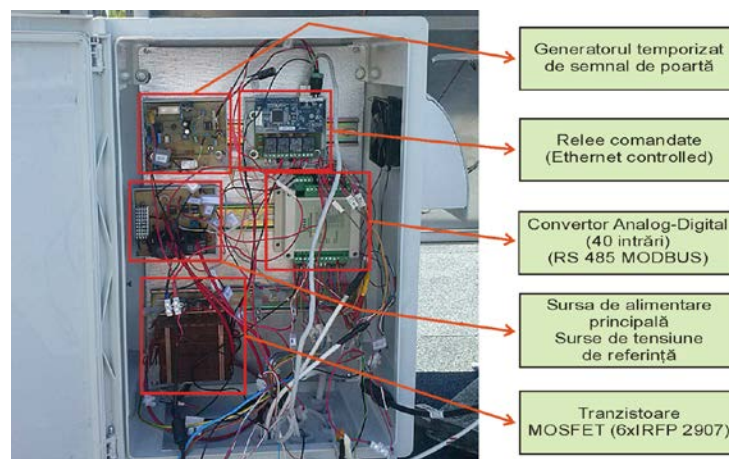 Generatorul temporizat
de semnal de poartă
Relee comandate
(Ethernet controlled)
Convertor Analog-Digital
(40 intrări)
(RS 485 MODBUS)
Sursa de alimentare
principală
Surse de tensiune
de referință
Tranzistoare
MOSFET (6xIRFP 2907)